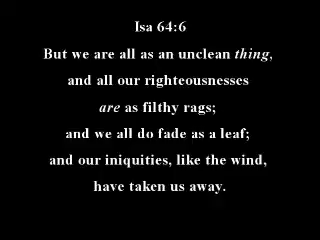 Isa 64:6
But we are all as an unclean thing,
and all our righteousnesses
are as filthy rags;
and we all do fade as a leaf;
and our iniquities, like the wind,
have taken us away.